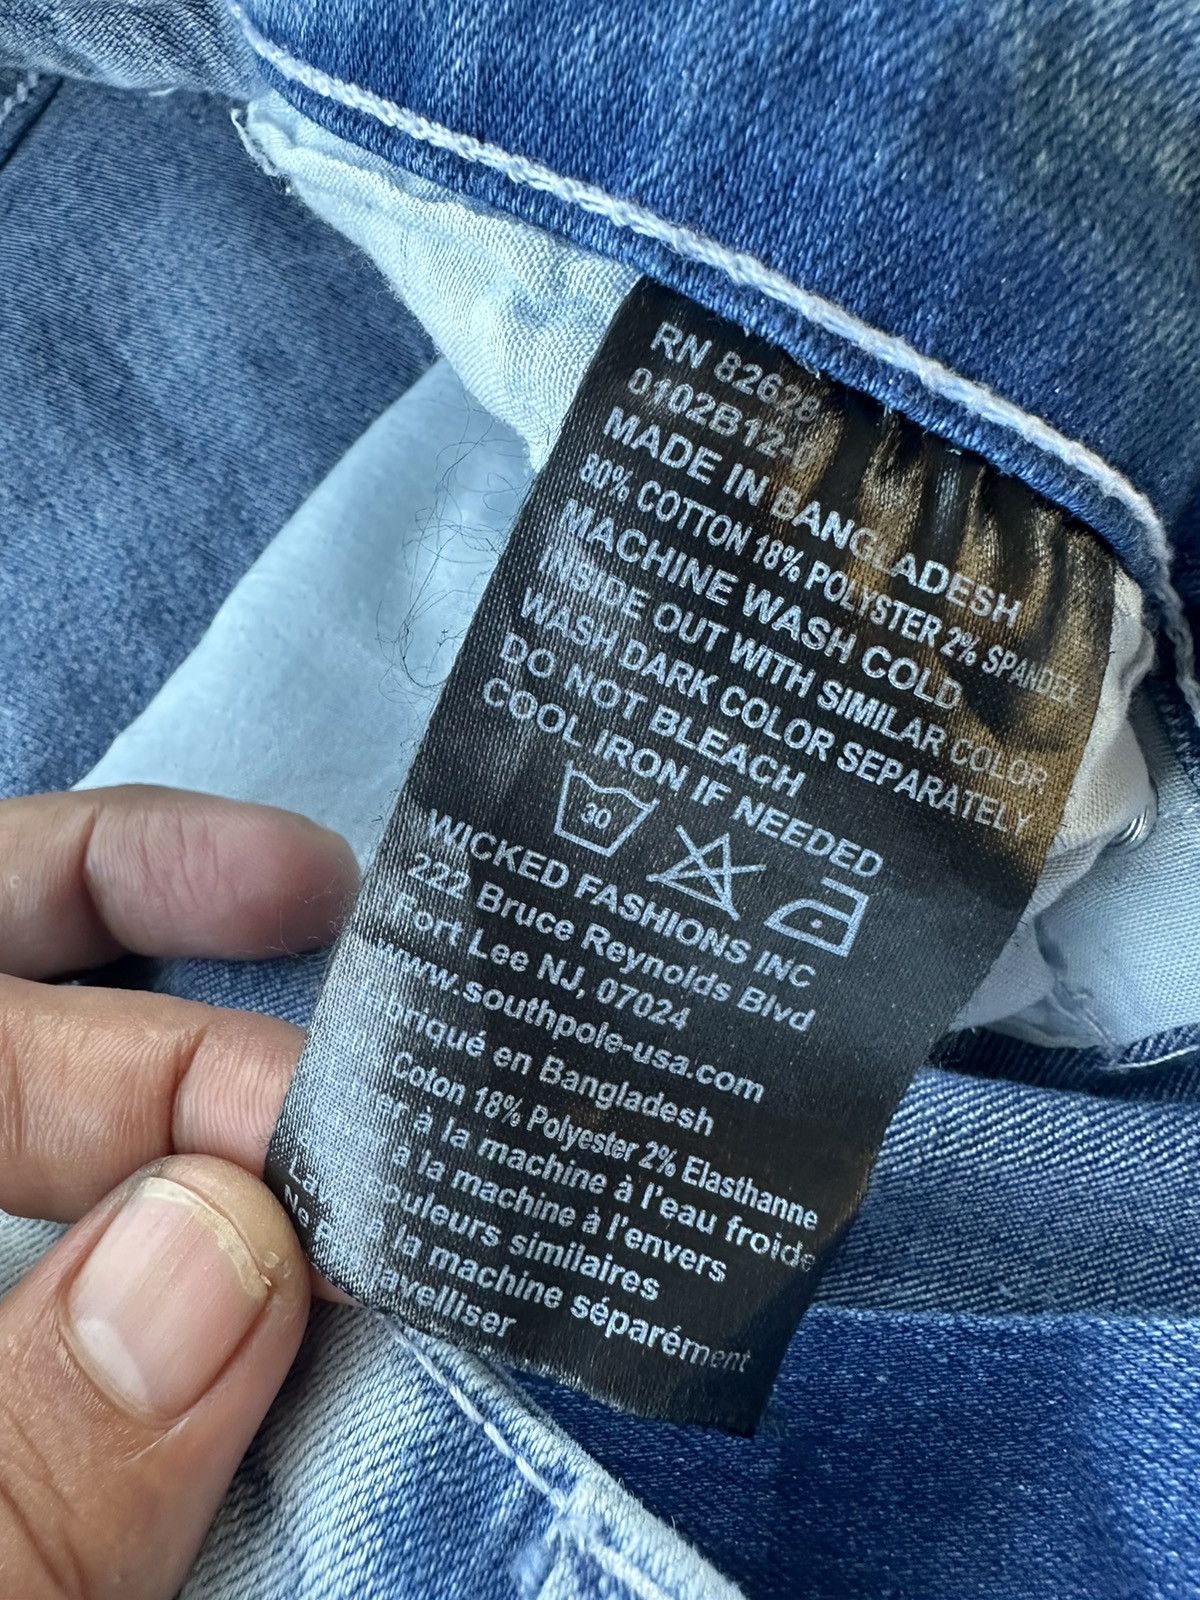 RN 82628
0102B12-
MADE IN BANGLADESH
80% COTTON 18% POLYSTER 2% SPANDEX
MACHINE WASH COLD
INSIDE OUT WITH SIMILAR COLOR
WASH DARK COLOR SEPARATELY
DO NOT BLEACH
COOL IRON IF NEEDED
30
WICKED FASHIONS INC
222 Bruce Reynolds Blvd
Fort Lee NJ, 07024
www.southpole-usa.com
en Bangladesh
Coton 18% Polyester 2% Elasthanne
à la machine à l'eau froide
à la machine à l'envers
similaires
la machine séparément
Ne